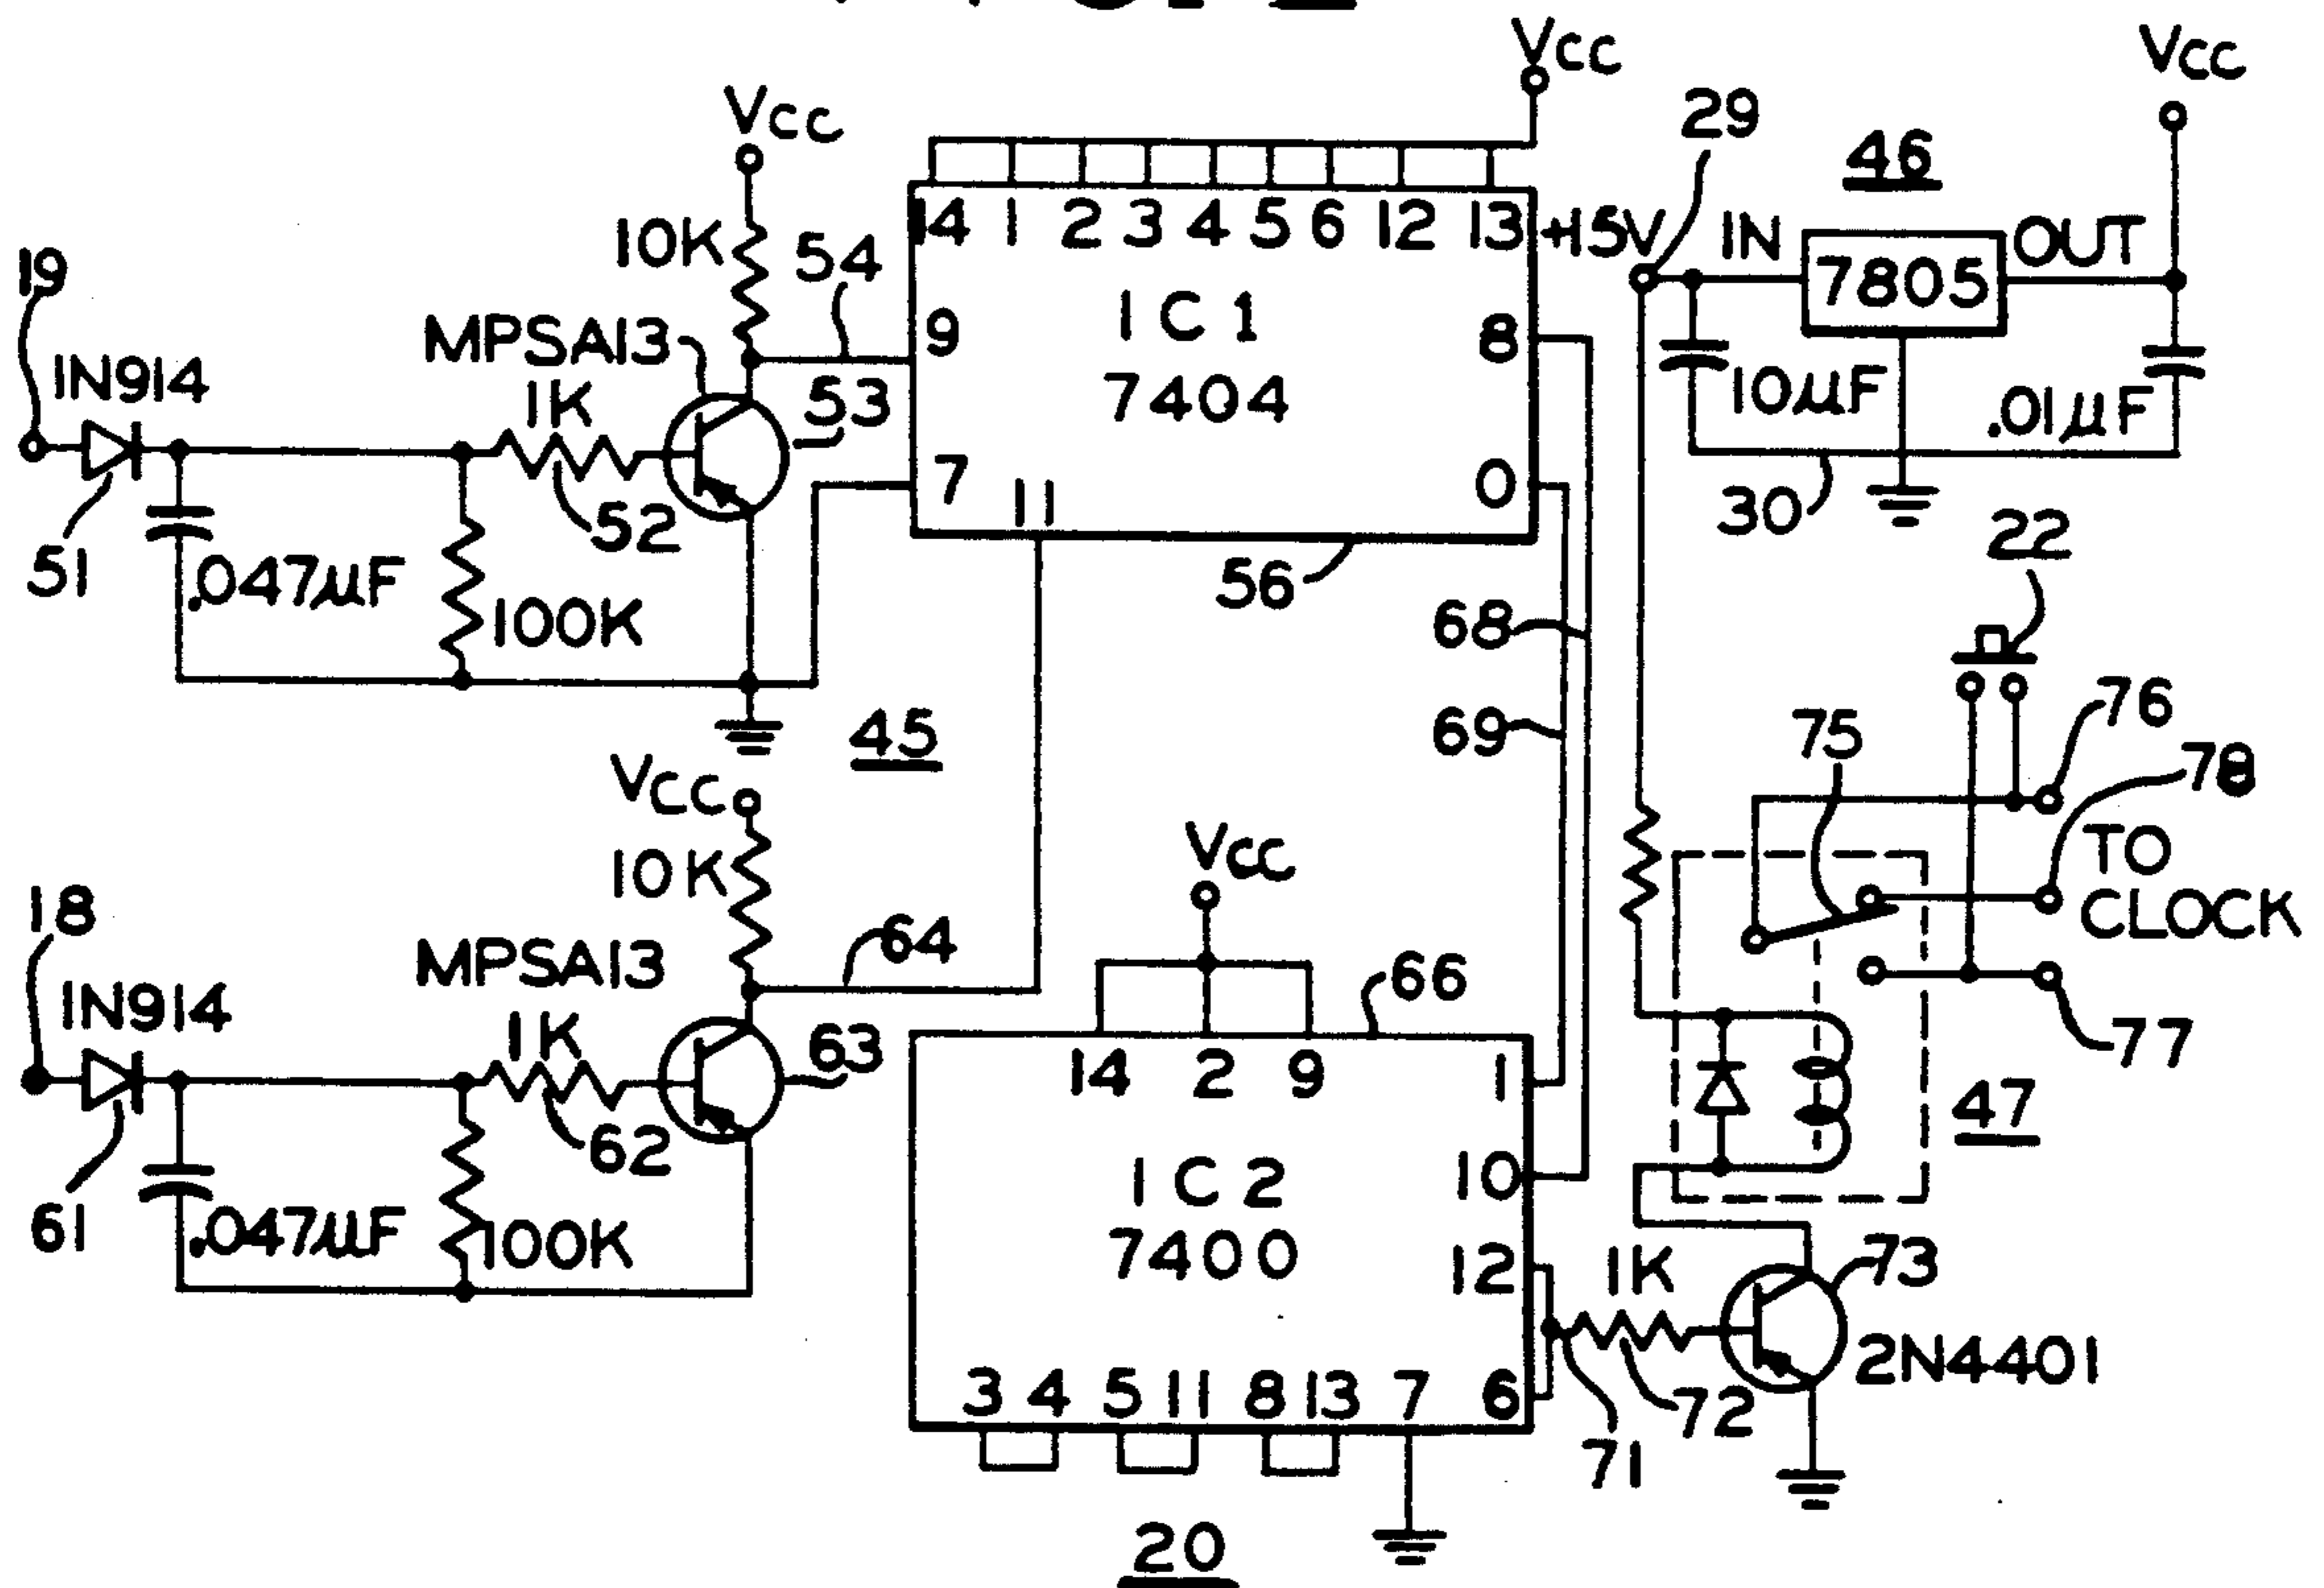 Vcc
Vcc
Vcc
29
46
10K
54
14 1 2 3 4 5 6 12 13
+15V
IN
7805
OUT
19
IN914
MPSA13
1K
53
9
IC1
7404
8
10µF
.01µF
51
52
7
11
0
30
22
.047µF
100K
56
68
45
69
75
76
78
Vcc
10K
Vcc
TO
CLOCK
18
IN914
MPSA13
64
66
1K
63
14 2 9 1
77
47
61
62
.047µF
100K
IC2
7400
10
12
1K
73
2N4401
3 4 5 11 8 13 7 6
72
71
20